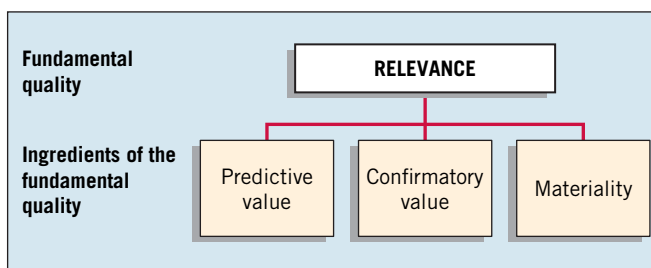 Fundamental
quality
RELEVANCE
Ingredients of the
fundamental
quality
Predictive
value
Confirmatory
value
Materiality